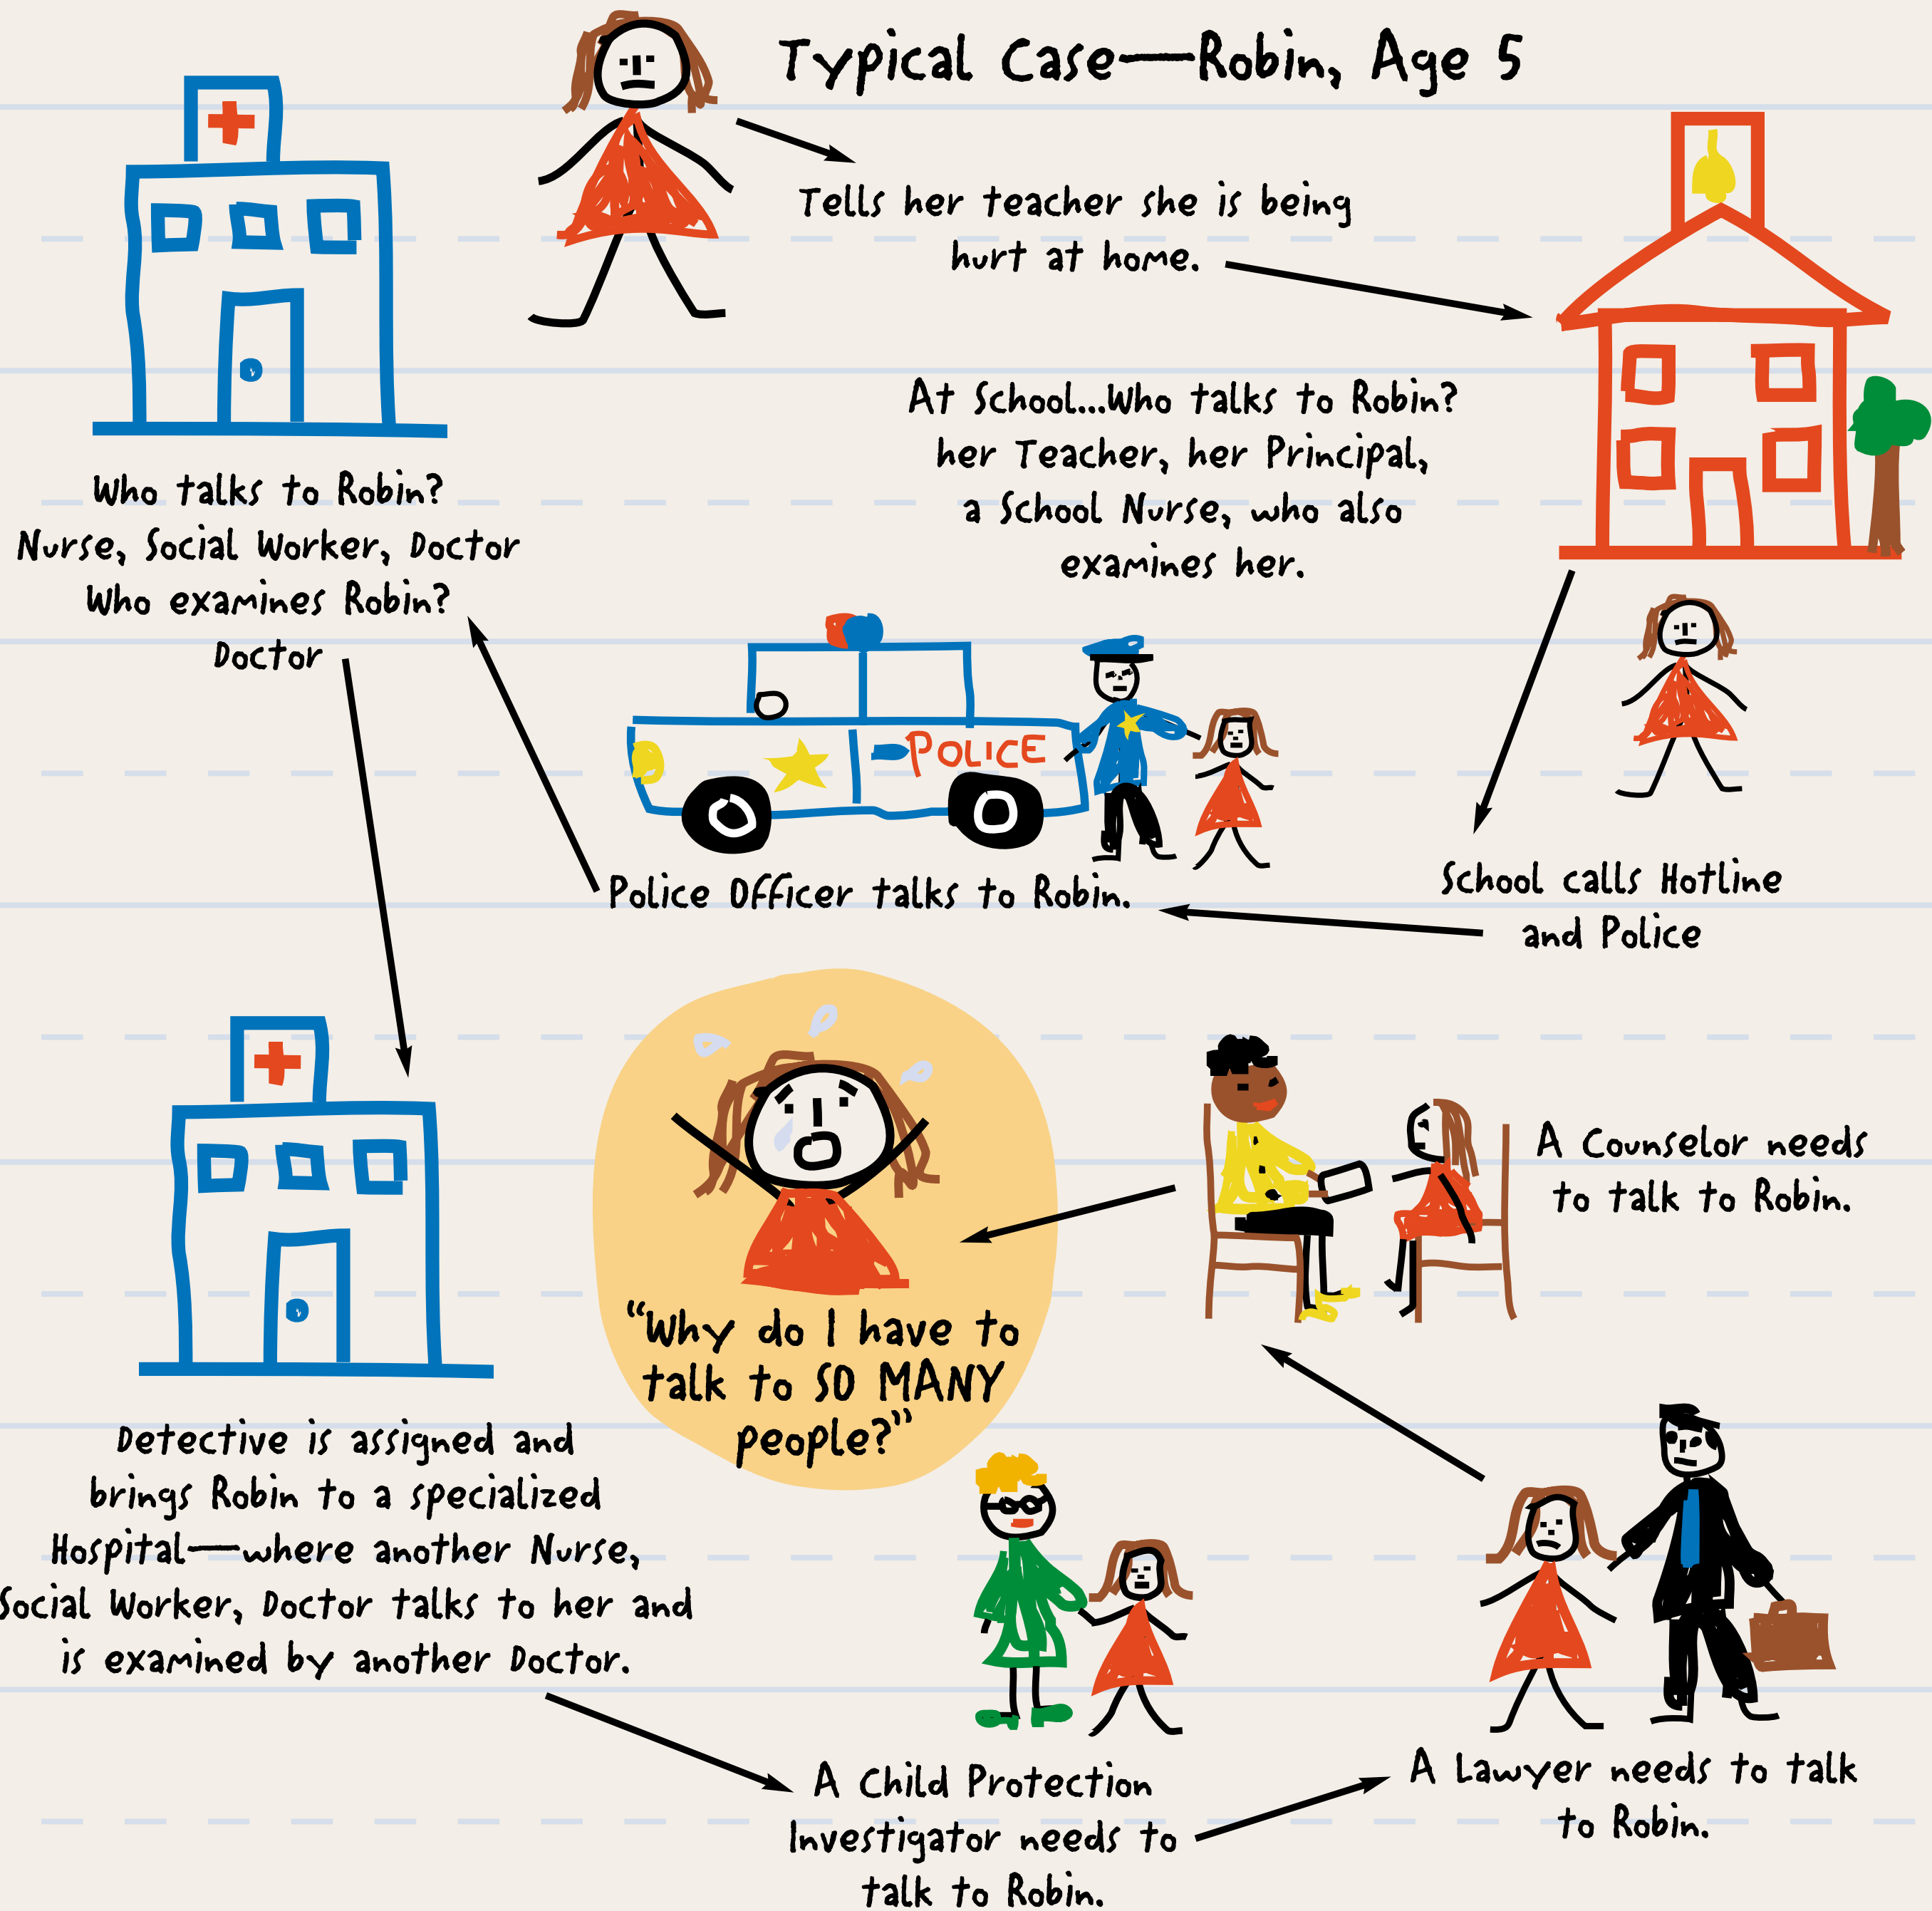 Typical Case—Robin, Age 5
Tells her teacher she is being
hurt at home.
At School...Who talks to Robin?
her Teacher, her Principal,
a School Nurse, who also
examines her.
School calls Hotline
and Police
POLICE
Police Officer talks to Robin.
Who talks to Robin?
Nurse, Social Worker, Doctor
Who examines Robin?
Doctor
Detective is assigned and
brings Robin to a specialized
Hospital—where another Nurse,
Social Worker, Doctor talks to her and
is examined by another Doctor.
A Child Protection
Investigator needs to
talk to Robin.
A Lawyer needs to talk
to Robin.
A Counselor needs
to talk to Robin.
“Why do I have to
talk to SO MANY
people?”